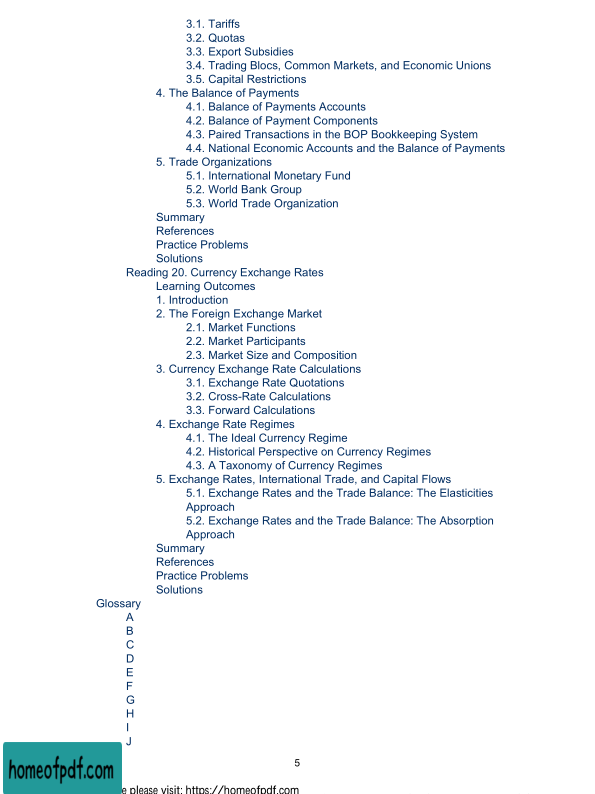 3.1. Tariffs
3.2. Quotas
3.3. Export Subsidies
3.4. Trading Blocs, Common Markets, and Economic Unions
3.5. Capital Restrictions
4. The Balance of Payments
4.1. Balance of Payments Accounts
4.2. Balance of Payment Components
4.3. Paired Transactions in the BOP Bookkeeping System
4.4. National Economic Accounts and the Balance of Payments
5. Trade Organizations
5.1. International Monetary Fund
5.2. World Bank Group
5.3. World Trade Organization
Summary
References
Practice Problems
Solutions
Reading 20. Currency Exchange Rates
Learning Outcomes
1. Introduction
2. The Foreign Exchange Market
2.1. Market Functions
2.2. Market Participants
2.3. Market Size and Composition
3. Currency Exchange Rate Calculations
3.1. Exchange Rate Quotations
3.2. Cross-Rate Calculations
3.3. Forward Calculations
4. Exchange Rate Regimes
4.1. The Ideal Currency Regime
4.2. Historical Perspective on Currency Regimes
4.3. A Taxonomy of Currency Regimes
5. Exchange Rates, International Trade, and Capital Flows
5.1. Exchange Rates and the Trade Balance: The Elasticities
Approach
5.2. Exchange Rates and the Trade Balance: The Absorption
Approach
Summary
References
Practice Problems
Solutions
Glossary
A
B
C
D
E
F
G
H
I
J
5
homeofpdf.com
e please visit: https://homeofpdf.com